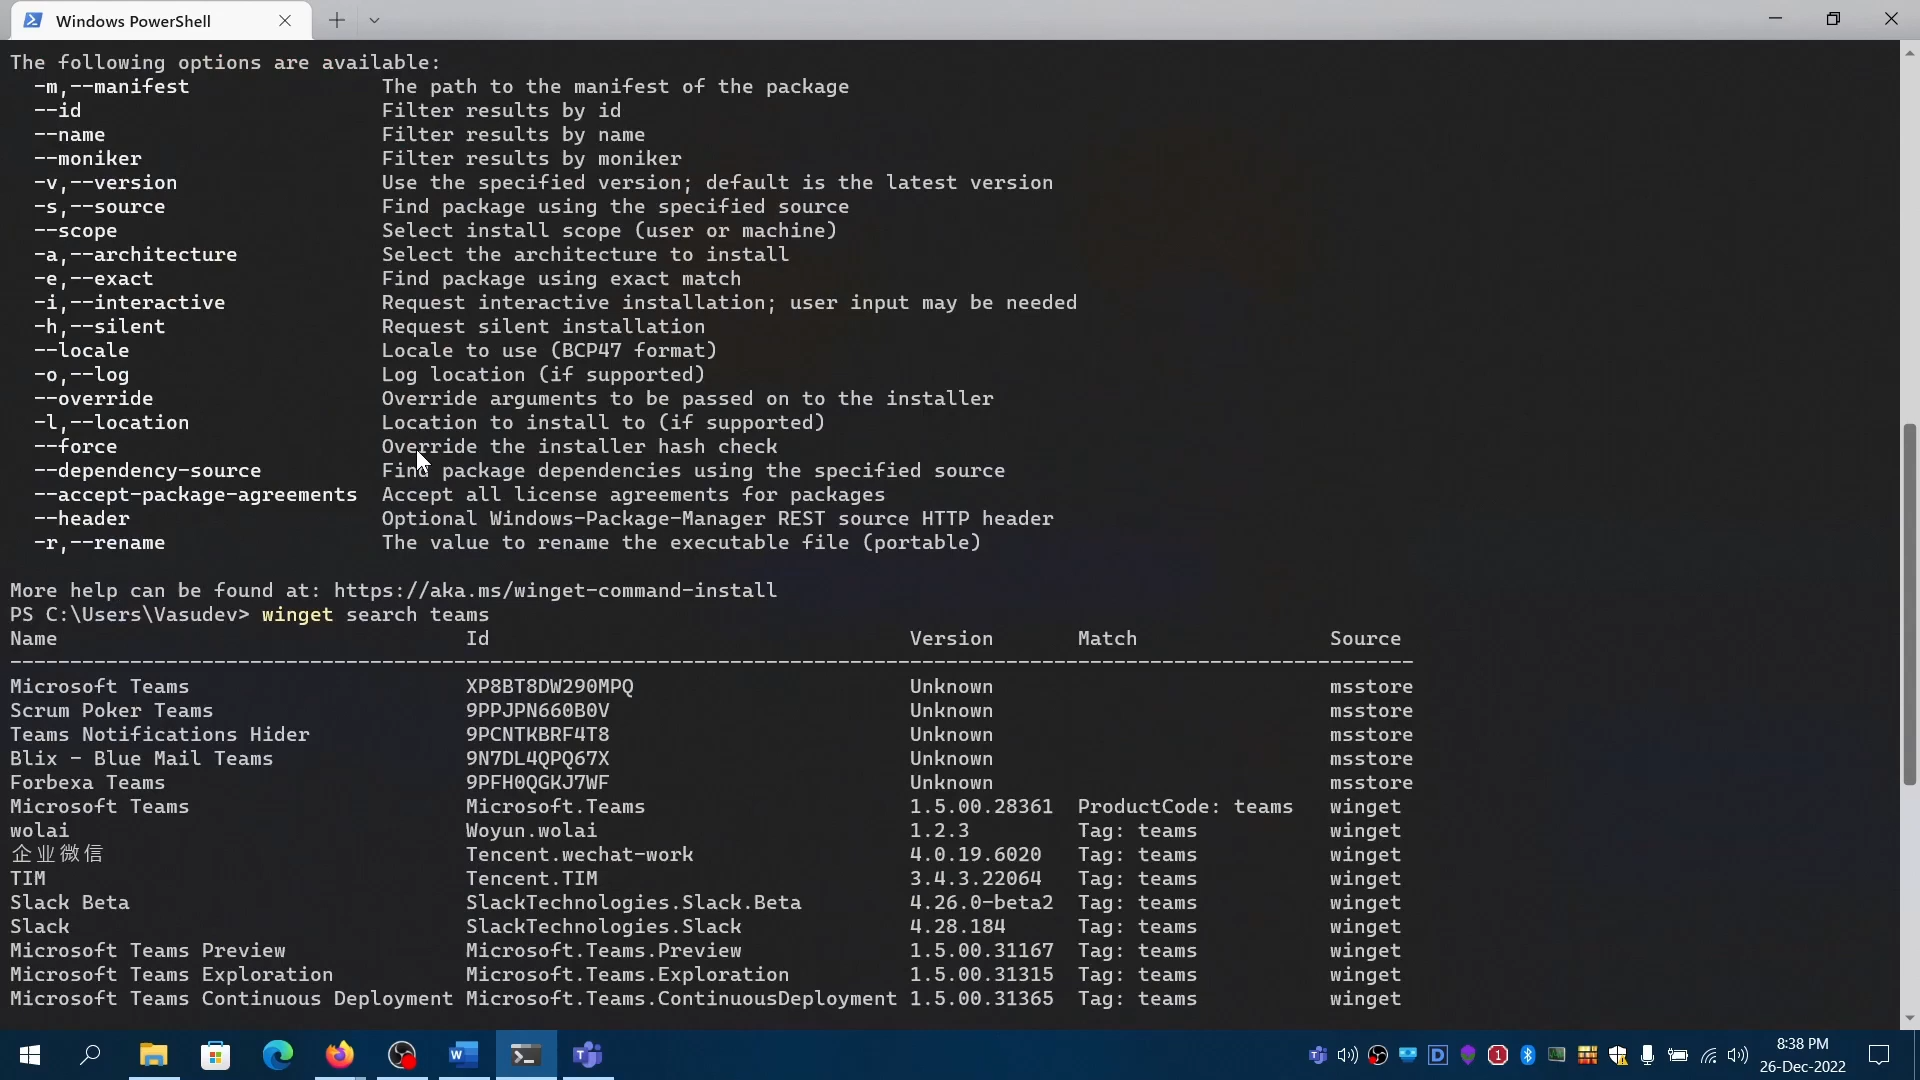 Windows PowerShell
The following options are available:
-m,--manifest The path to the manifest of the package
--id Filter results by id
--name Filter results by name
--moniker Filter results by moniker
-v,--version Use the specified version; default is the latest version
-s,--source Find package using the specified source
--scope Select install scope (user or machine)
-a,--architecture Select the architecture to install
-e,--exact Find package using exact match
-i,--interactive Request interactive installation; user input may be needed
-h,--silent Request silent installation
--locale Locale to use (BCP47 format)
-o,--log Log location (if supported)
--override Override arguments to be passed on to the installer
-l,--location Location to install to (if supported)
--force Override the installer hash check
--dependency-source Find package dependencies using the specified source
--accept-package-agreements Accept all license agreements for packages
--header Optional Windows-Package-Manager REST source HTTP header
-r,--rename The value to rename the executable file (portable)
More help can be found at: https://aka.ms/winget-command-install
PS C:\Users\Vasudev> winget search teams
Name Id Version Match Source
Microsoft Teams XP8BT8DW290MPQ Unknown msstore
Scrum Poker Teams 9PPJPN660B0V Unknown msstore
Teams Notifications Hider 9PCNTKBRF4T8 Unknown msstore
Blix - Blue Mail Teams 9N7DL4QPQ67X Unknown msstore
Forbexa Teams 9PFH0QGKJ7WF Unknown msstore
Microsoft Teams Microsoft.Teams 1.5.00.28361 ProductCode: teams winget
wolai Woyun.wolai 1.2.3 Tag: teams winget
企业微信 Tencent.wechat-work 4.0.19.6020 Tag: teams winget
TIM Tencent.TIM 3.4.3.22064 Tag: teams winget
Slack Beta SlackTechnologies.Slack.Beta 4.26.0-beta2 Tag: teams winget
Slack SlackTechnologies.Slack 4.28.184 Tag: teams winget
Microsoft Teams Preview Microsoft.Teams.Preview 1.5.00.31167 Tag: teams winget
Microsoft Teams Exploration Microsoft.Teams.Exploration 1.5.00.31315 Tag: teams winget
Microsoft Teams Continuous Deployment Microsoft.Teams.ContinuousDeployment 1.5.00.31365 Tag: teams winget
8:38 PM
26-Dec-2022